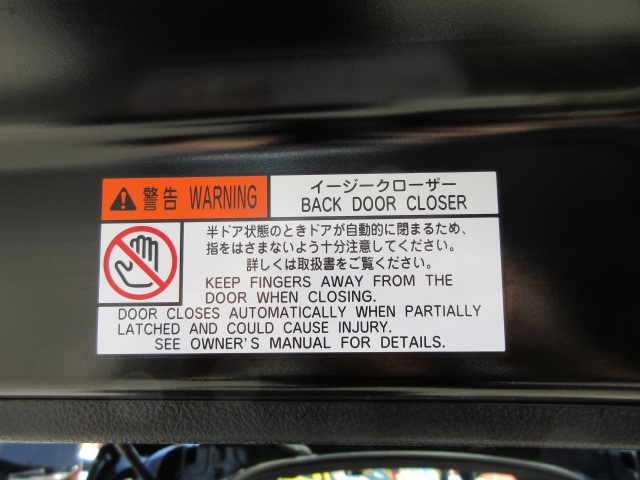 警告 WARNING
イージークローザー
BACK DOOR CLOSER
半ドア状態のときドアが自動的に閉まるため、
指をはさまないよう十分注意してください。
詳しくは取扱書をご覧ください。
KEEP FINGERS AWAY FROM THE
DOOR WHEN CLOSING.
DOOR CLOSES AUTOMATICALLY WHEN PARTIALLY
LATCHED AND COULD CAUSE INJURY.
SEE OWNER'S MANUAL FOR DETAILS.